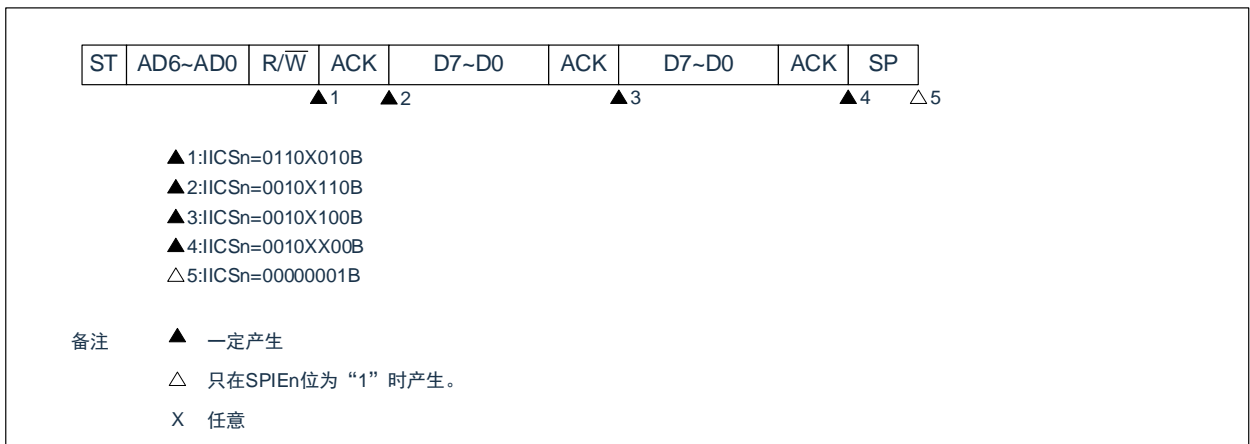 ST AD6~AD0 R/W̅ ACK D7~D0 ACK D7~D0 ACK SP
▲1 ▲2 ▲3 ▲4 △5
▲1:IICSn=0110X010B
▲2:IICSn=0010X110B
▲3:IICSn=0010X100B
▲4:IICSn=0010XX00B
△5:IICSn=00000001B
备注 ▲ 一定产生
△ 只在SPIEn位为“1”时产生。
X 任意